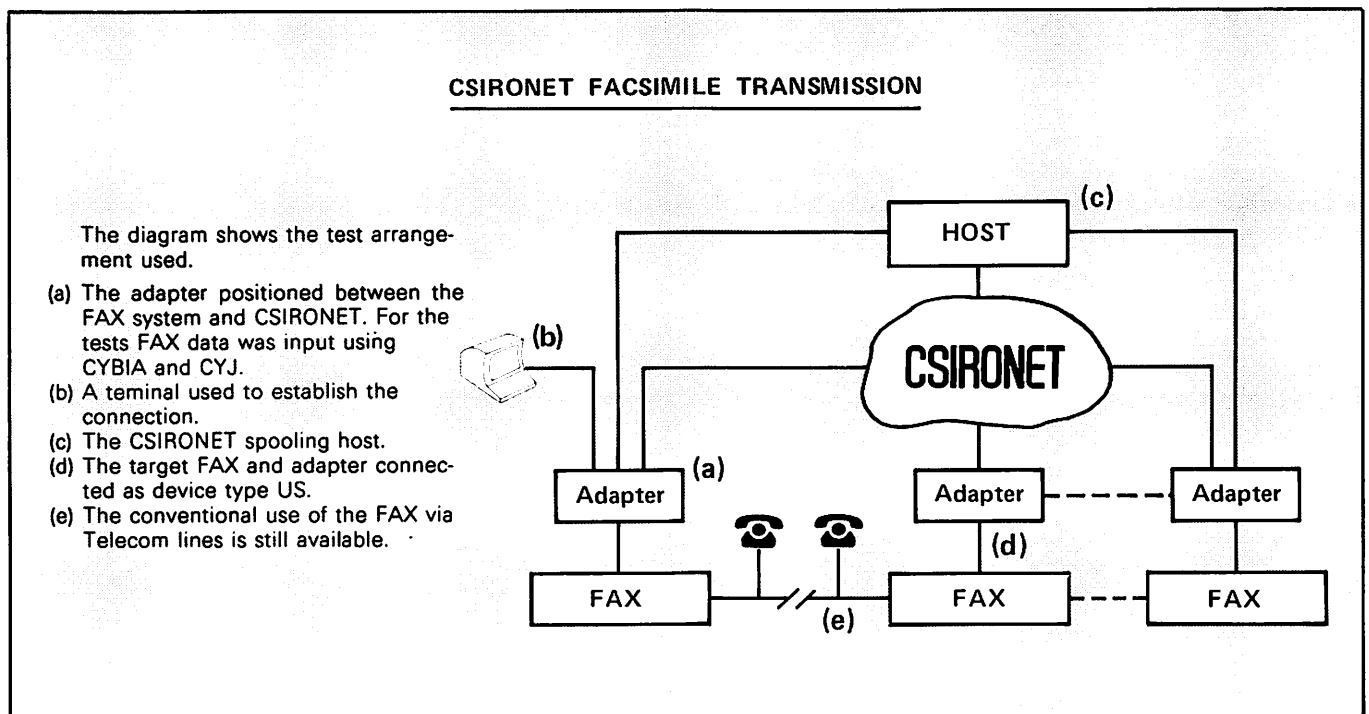 CSIRONET FACSIMILE TRANSMISSION
The diagram shows the test arrange-
ment used.
(a) The adapter positioned between the
FAX system and CSIRONET. For the
tests FAX data was input using
CYBIA and CYJ.
(b) A teminal used to establish the
connection.
(c) The CSIRONET spooling host.
(d) The target FAX and adapter connec-
ted as device type US.
(e) The conventional use of the FAX via
Telecom lines is still available.
(c)
HOST
(b)
CSIRONET
(a)
Adapter
Adapter
Adapter
(d)
FAX
FAX
FAX
(e)